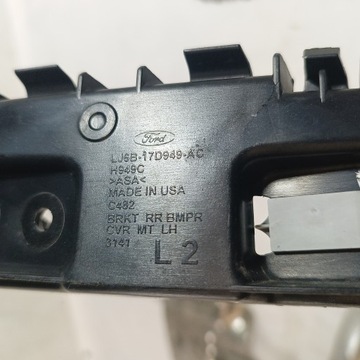 Ford
LJ6B-17D949-AC
H949C
>ASA<
MADE IN USA
C482
BRKT RR BMPR
CVR MT LH
3141
L2